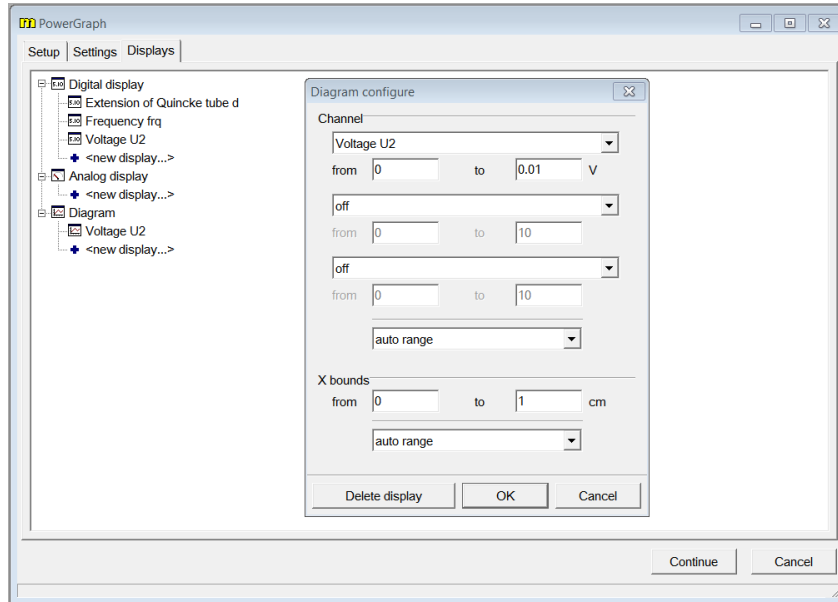 PowerGraph
Setup Settings Displays
Digital display
Extension of Quincke tube d
Frequency frq
Voltage U2
<new display...>
Analog display
<new display...>
Diagram
Voltage U2
<new display...>
Diagram configure
Channel
Voltage U2
from 0 to 0.01 V
off
from 0 to 10
off
from 0 to 10
auto range
X bounds
from 0 to 1 cm
auto range
Delete display OK Cancel
Continue Cancel